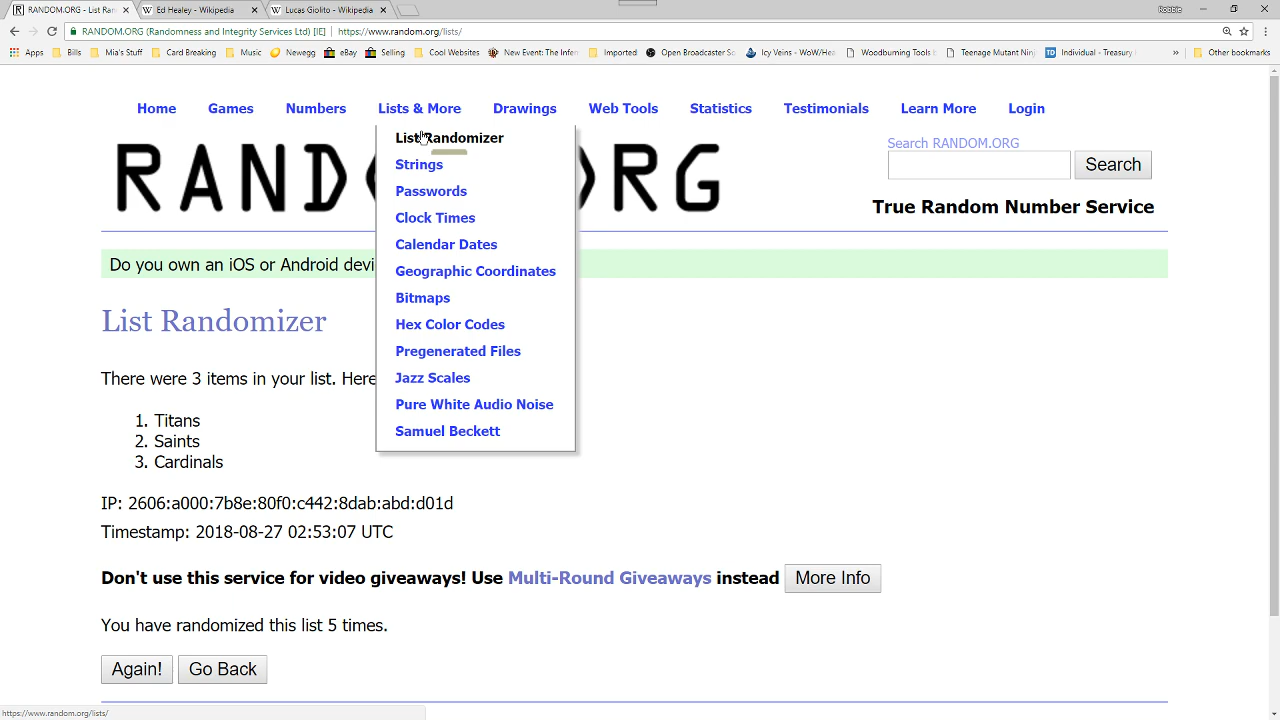 RANDOM.ORG - List Ran
Ed Healey - Wikipedia
Lucas Giolito - Wikipedia
Robbie
RANDOM.ORG (Randomness and Integrity Services Ltd) [IE] | https://www.random.org/lists/
Apps Bills Mia's Stuff Card Breaking Music Newegg eBay Selling Cool Websites New Event: The Infern Imported Open Broadcaster So Icy Veins - WoW/Hea Woodburning Tools Teenage Mutant Ninj Individual - Treasury » Other bookmarks
Home Games Numbers Lists & More Drawings Web Tools Statistics Testimonials Learn More Login
List Randomizer
Strings
Passwords
Clock Times
Calendar Dates
Geographic Coordinates
Bitmaps
Hex Color Codes
Pregenerated Files
Jazz Scales
Pure White Audio Noise
Samuel Beckett
RAND RG
Search RANDOM.ORG
Search
True Random Number Service
Do you own an iOS or Android devi
List Randomizer
There were 3 items in your list. Here
1. Titans
2. Saints
3. Cardinals
IP: 2606:a000:7b8e:80f0:c442:8dab:abd:d01d
Timestamp: 2018-08-27 02:53:07 UTC
Don't use this service for video giveaways! Use Multi-Round Giveaways instead More Info
You have randomized this list 5 times.
Again! Go Back
https://www.random.org/lists/